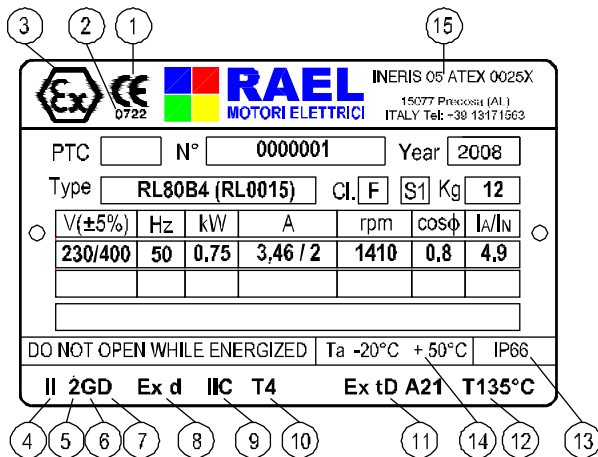 3 2 1 15
Ex CE 0722 RAEL MOTORI ELETTRICI
INERIS 05 ATEX 0025X
15077 Precosa (AL)
ITALY Tel: +39 13171563
PTC N° 0000001 Year 2008
Type RL80B4 (RL0015) Cl. F S1 Kg 12
V(±5%) Hz kW A rpm cosϕ IA/IN
230/400 50 0.75 3,46 / 2 1410 0.8 4.9
DO NOT OPEN WHILE ENERGIZED Ta -20°C + 50°C IP66
II 2GD Ex d IIC T4 Ex tD A21 T135°C
4 5 6 7 8 9 10 11 14 12 13